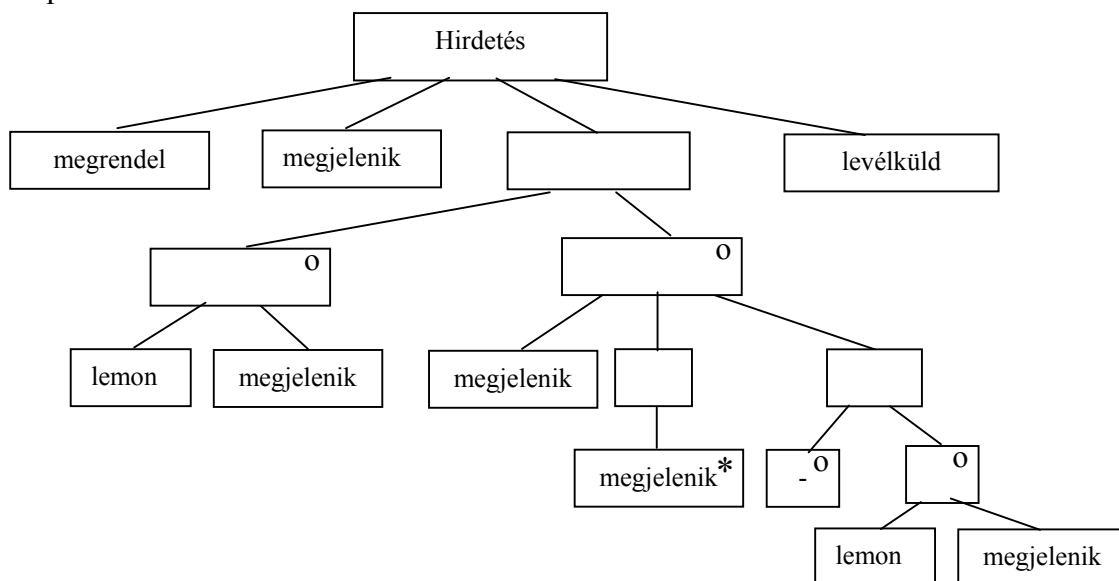 Hirdetés
megrendel
megjelenik
levélküld
o
o
lemon
megjelenik
megjelenik
megjelenik*
- o
o
lemon
megjelenik